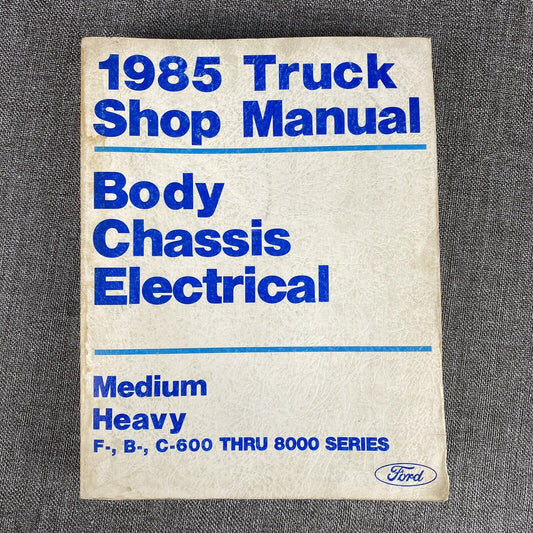 1985 Truck
Shop Manual
Body
Chassis
Electrical
Medium
Heavy
F-, B-, C-600 THRU 8000 SERIES
Ford